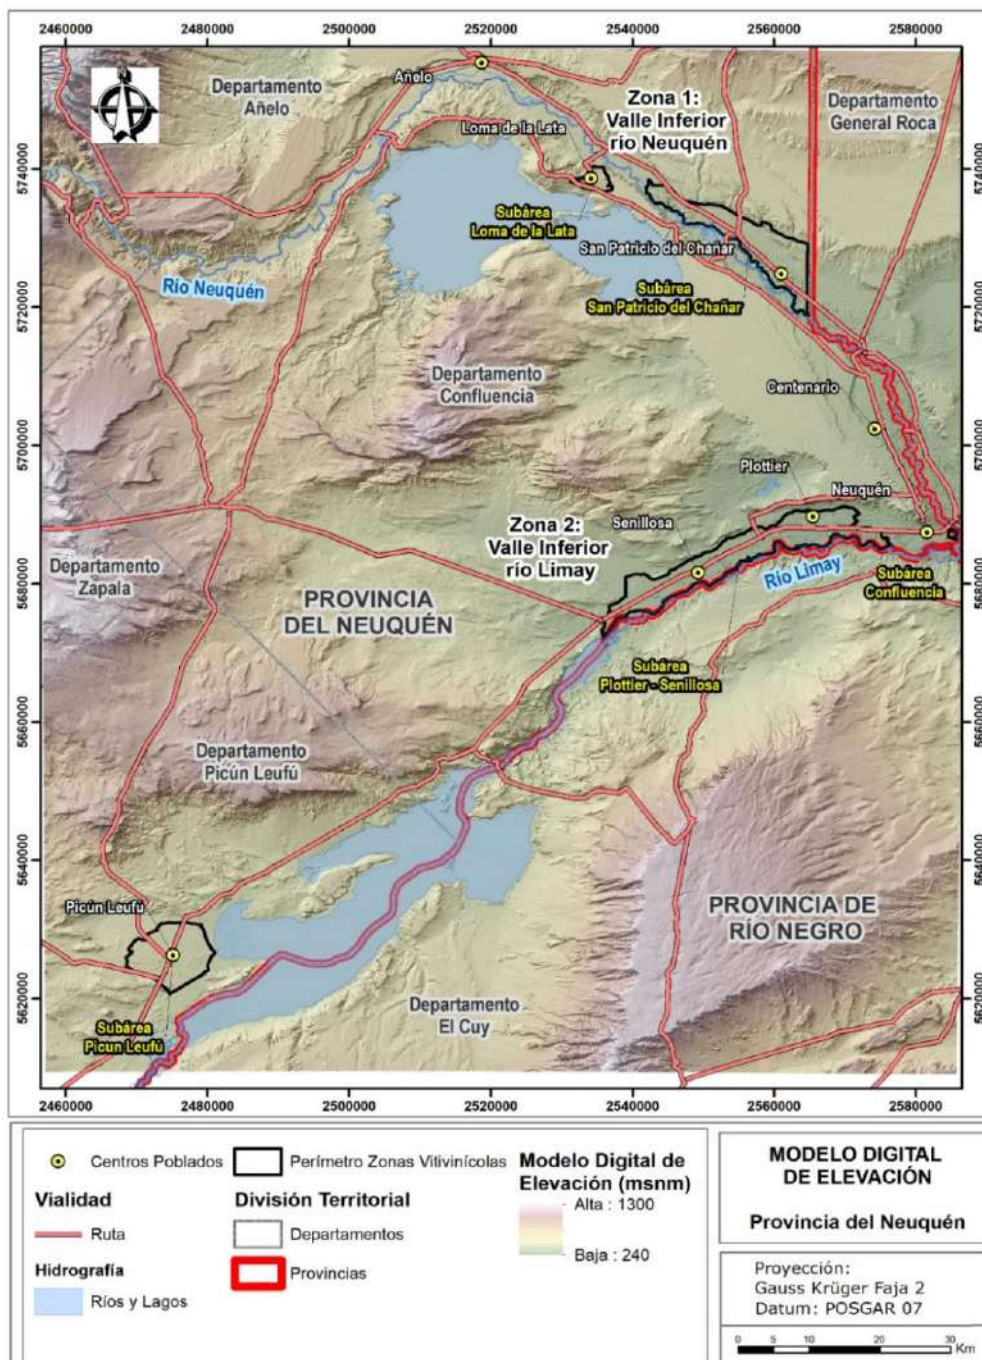 2460000 2480000 2500000 2520000 2540000 2560000 2580000
Departamento
Añelo
Añelo
Zona 1:
Valle Inferior
río Neuquén
Departamento
General Roca
Loma de la Lata
5740000
5740000
Subárea
Loma de la Lata
San Patricio del Chañar
Río Neuquén
Subárea
San Patricio del Chañar
5720000
5720000
Departamento
Confluencia
Centenario
5700000
5700000
Plottier
Neuquén
Zona 2:
Valle Inferior
río Limay
Senillosa
Departamento
Zapala
Río Limay
Subárea
Confluencia
5680000
5680000
PROVINCIA
DEL NEUQUÉN
Subárea
Plottier - Senillosa
5660000
5660000
Departamento
Picún Leufú
5640000
5640000
Picún Leufú
PROVINCIA DE
RÍO NEGRO
5620000
5620000
Departamento
El Cuy
Subárea
Picun Leufú
2460000 2480000 2500000 2520000 2540000 2560000 2580000
Centros Poblados
Vialidad
Ruta
Hidrografía
Ríos y Lagos
Perímetro Zonas Vitivinícolas
División Territorial
Departamentos
Provincias
Modelo Digital de
Elevación (msnm)
Alta : 1300
Baja : 240
MODELO DIGITAL
DE ELEVACIÓN
Provincia del Neuquén
Proyección:
Gauss Krüger Faja 2
Datum: POSGAR 07
0 5 10 20 30
Km